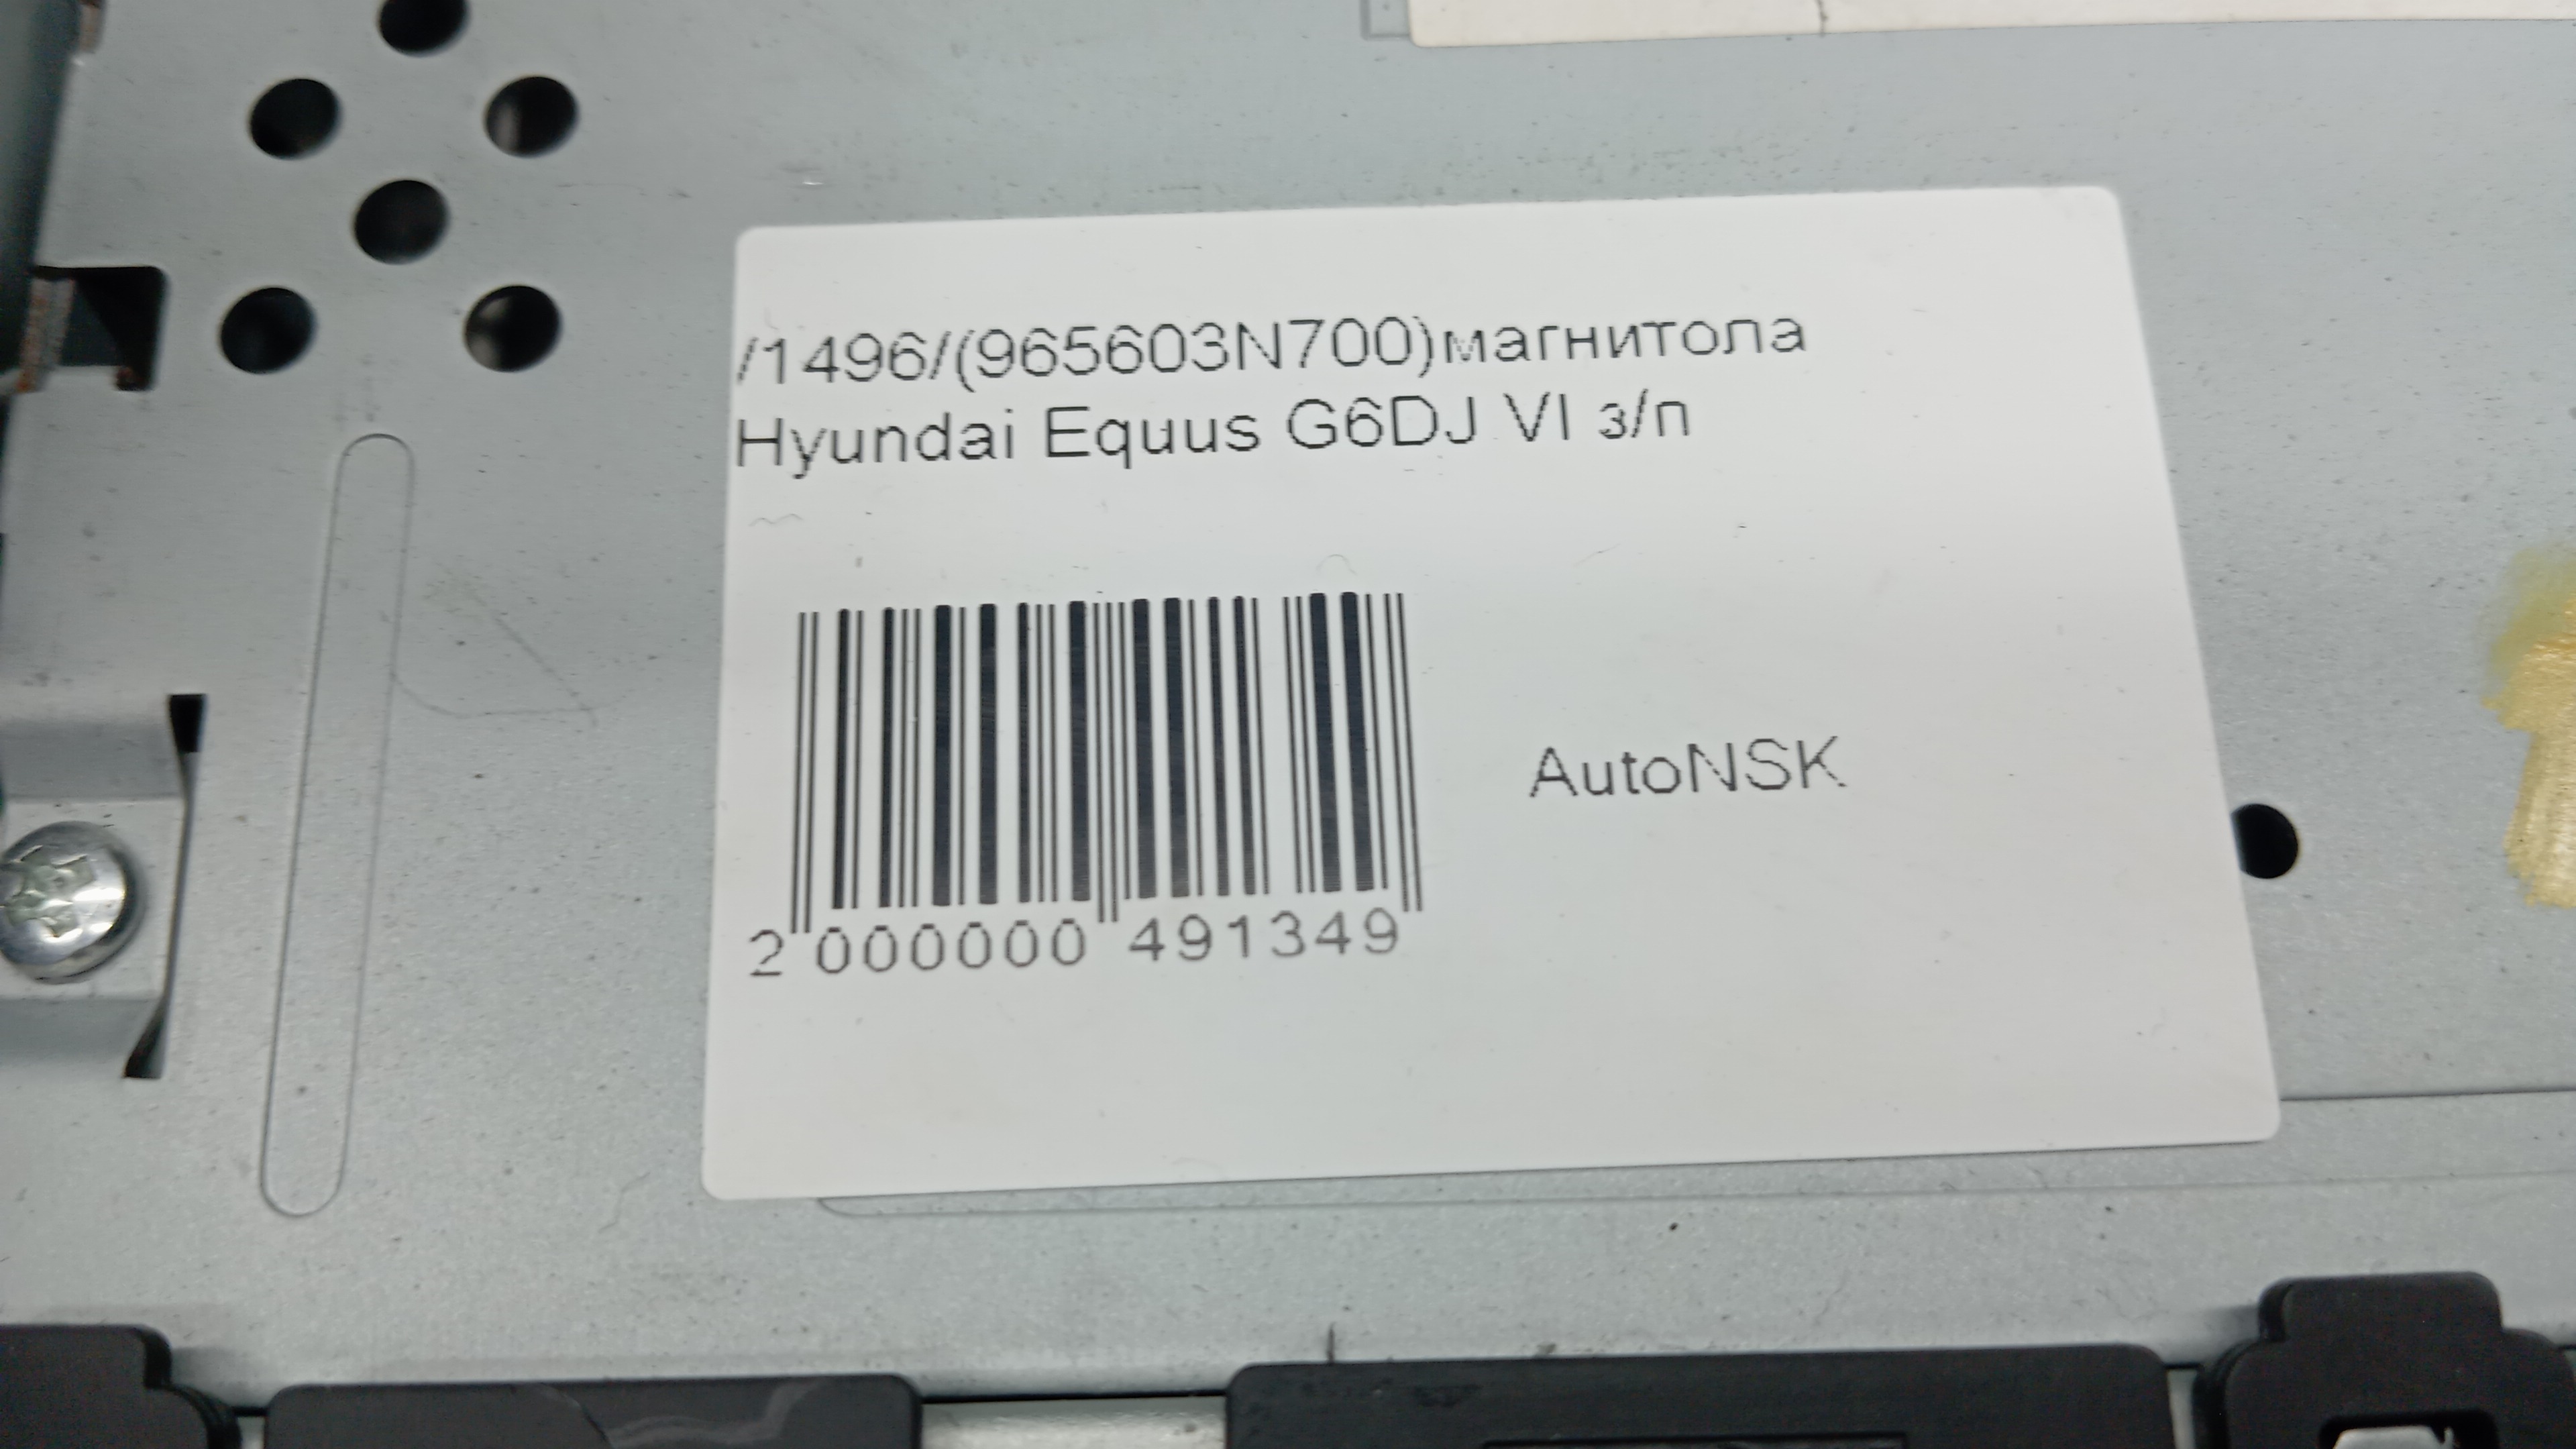 /1496/(965603N700)магнитола
Hyundai Equus G6DJ VI з/п
AutoNSK
2 000000 491349